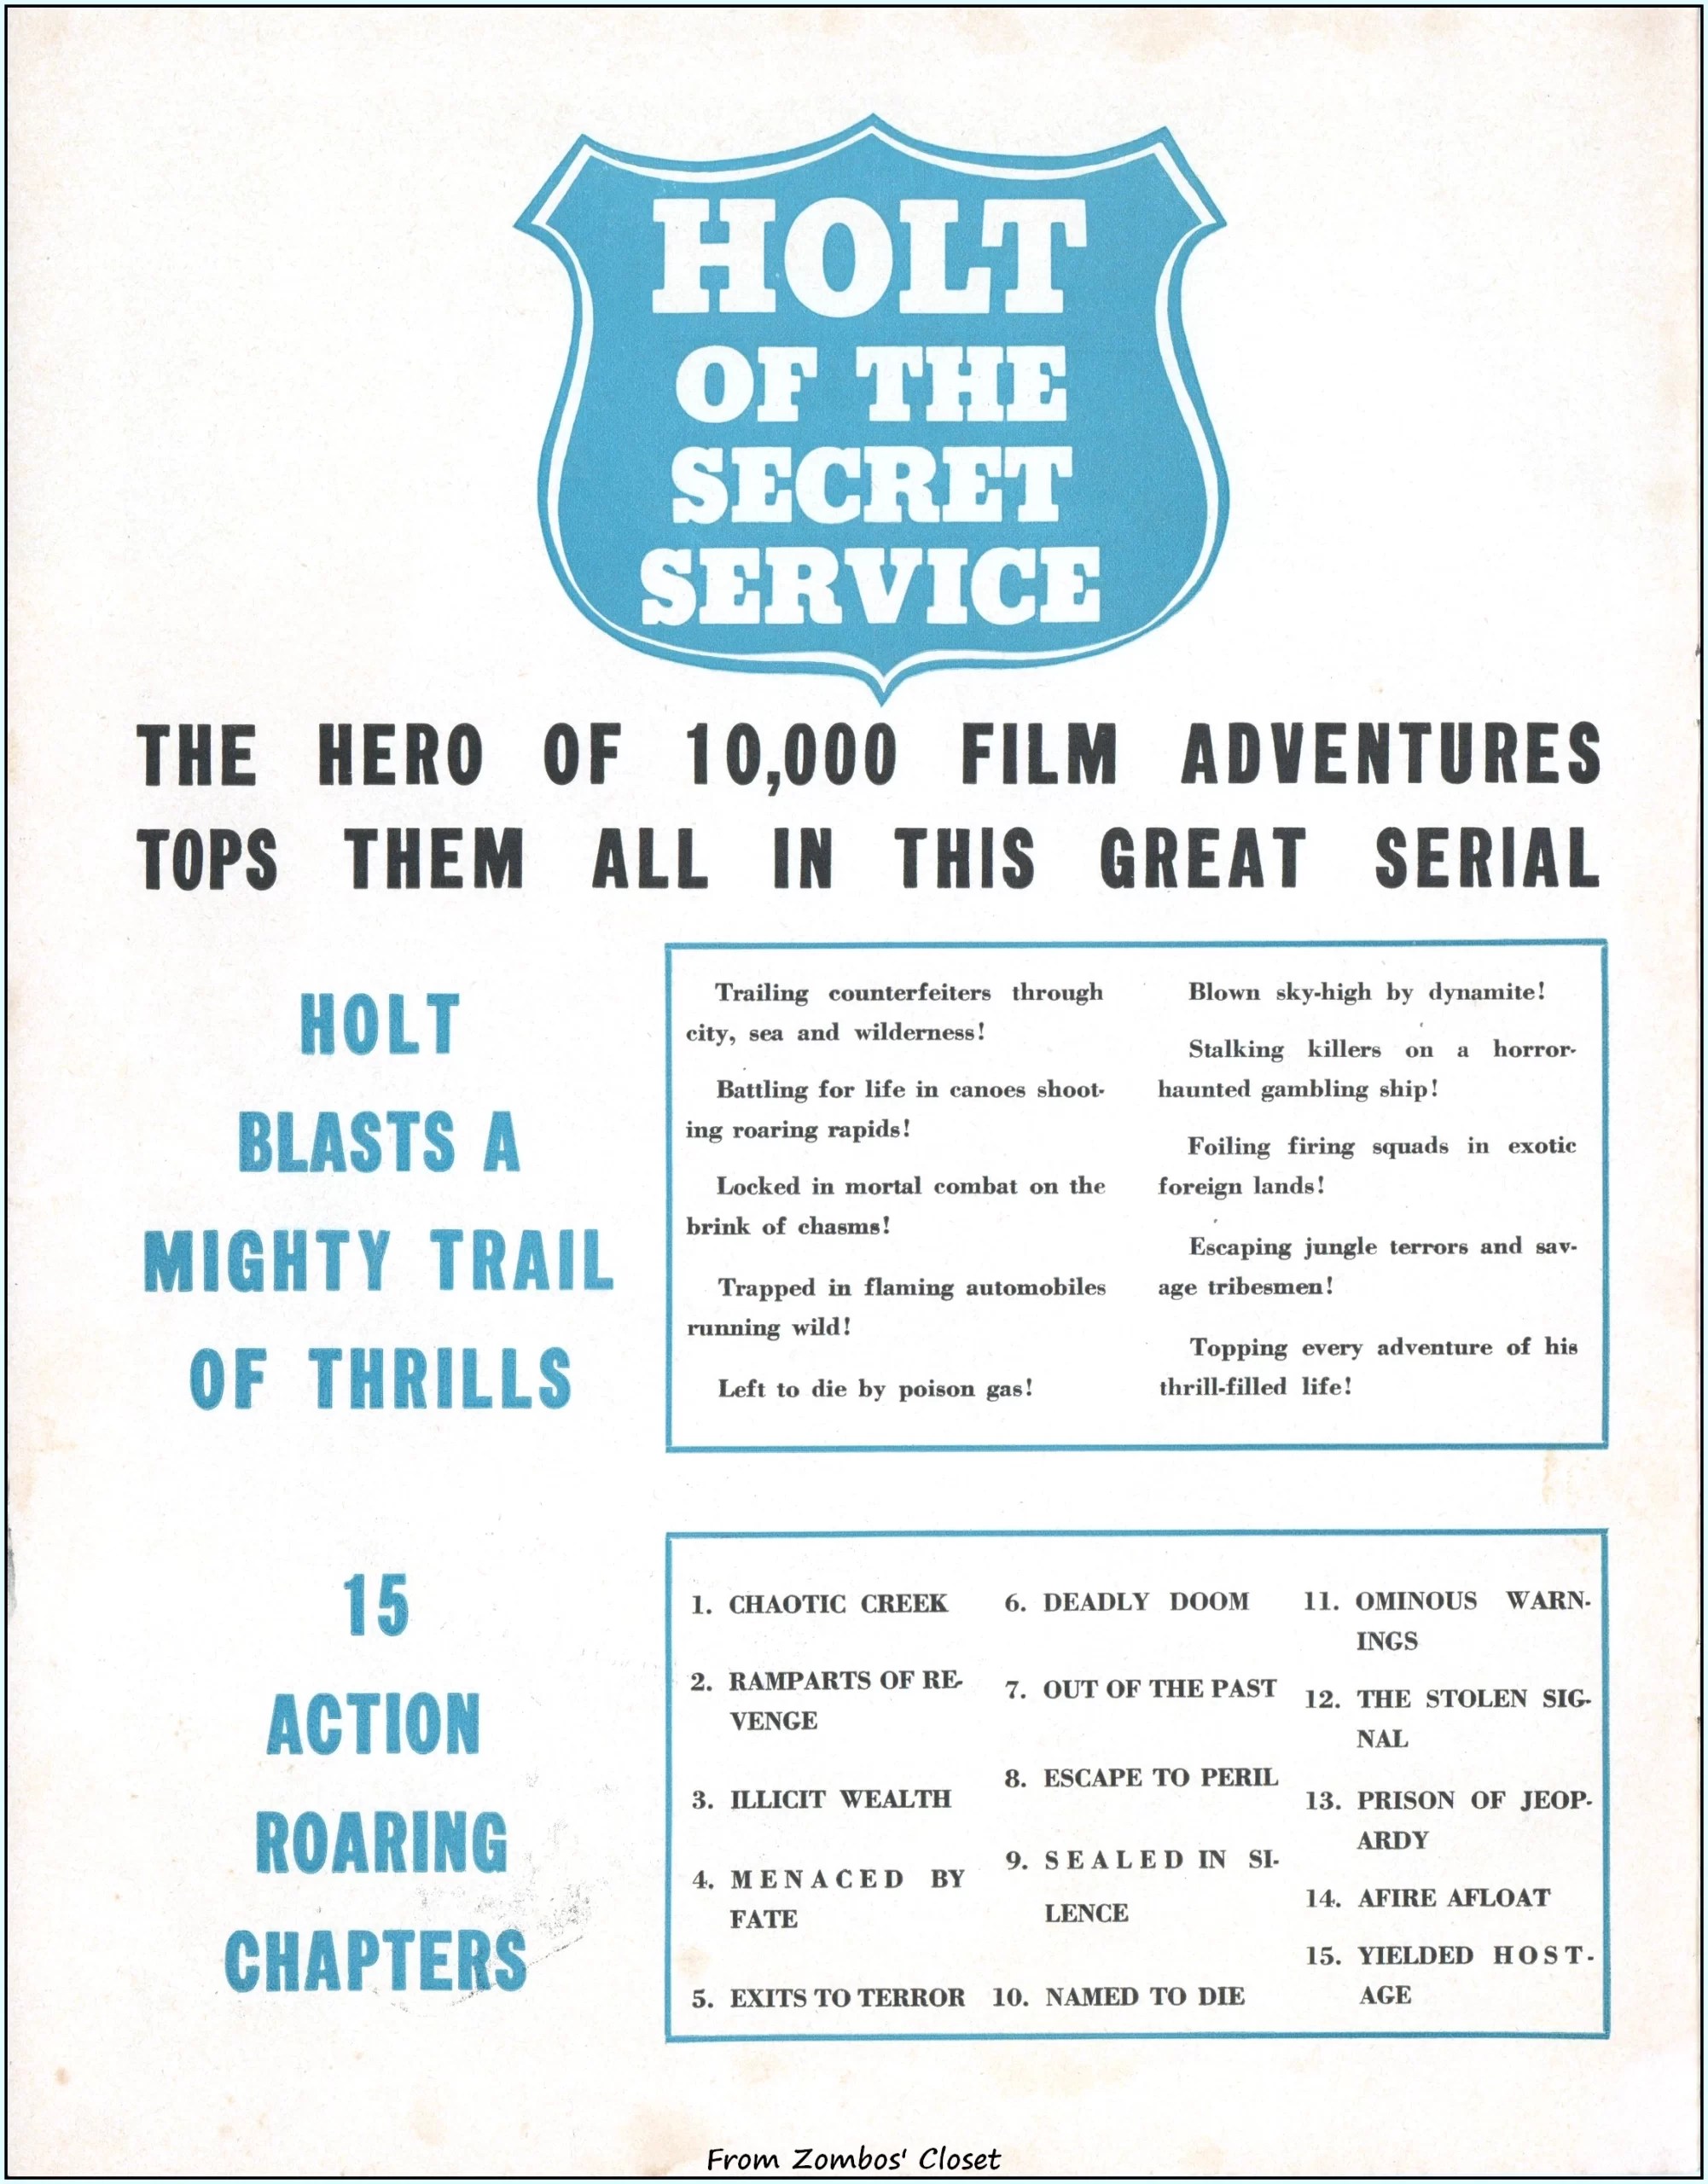 HOLT
OF THE
SECRET
SERVICE
THE HERO OF 10,000 FILM ADVENTURES
TOPS THEM ALL IN THIS GREAT SERIAL
HOLT
BLASTS A
MIGHTY TRAIL
OF THRILLS
Trailing counterfeiters through
city, sea and wilderness!
Battling for life in canoes shoot-
ing roaring rapids!
Locked in mortal combat on the
brink of chasms!
Trapped in flaming automobiles
running wild!
Left to die by poison gas!
Blown sky-high by dynamite!
Stalking killers on a horror-
haunted gambling ship!
Foiling firing squads in exotic
foreign lands!
Escaping jungle terrors and sav-
age tribesmen!
Topping every adventure of his
thrill-filled life!
15
ACTION
ROARING
CHAPTERS
1. CHAOTIC CREEK
2. RAMPARTS OF RE-
VENGE
3. ILLICIT WEALTH
4. MENACED BY
FATE
5. EXITS TO TERROR
6. DEADLY DOOM
7. OUT OF THE PAST
8. ESCAPE TO PERIL
9. SEALED IN SI-
LENCE
10. NAMED TO DIE
11. OMINOUS WARN-
INGS
12. THE STOLEN SIG-
NAL
13. PRISON OF JEOP-
ARDY
14. AFIRE AFLOAT
15. YIELDED HOST-
AGE
From Zombos' Closet